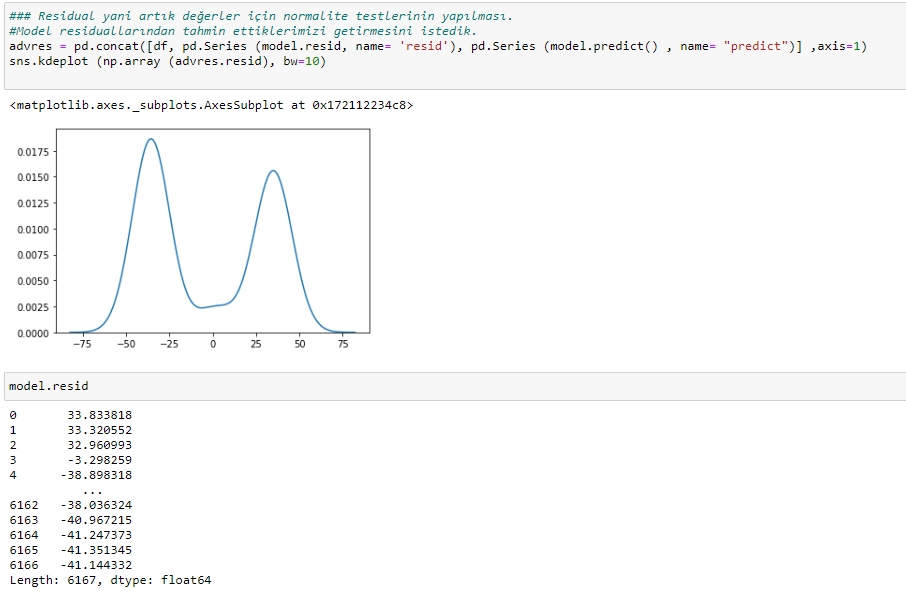 ### Residual yani artık değerler için normalite testlerinin yapılması.
#Model residuallarından tahmin ettiklerimizi getirmesini istedik.
advres = pd.concat([df, pd.Series (model.resid, name= 'resid'), pd.Series (model.predict() , name= "predict")] ,axis=1)
sns.kdeplot (np.array (advres.resid), bw=10)
<matplotlib.axes._subplots.AxesSubplot at 0x172112234c8>
0.0175
0.0150
0.0125
0.0100
0.0075
0.0050
0.0025
0.0000
−75 −50 −25 0 25 50 75
model.resid
0 33.833818
1 33.320552
2 32.960993
3 -3.298259
4 -38.898318
...
6162 -38.036324
6163 -40.967215
6164 -41.247373
6165 -41.351345
6166 -41.144332
Length: 6167, dtype: float64